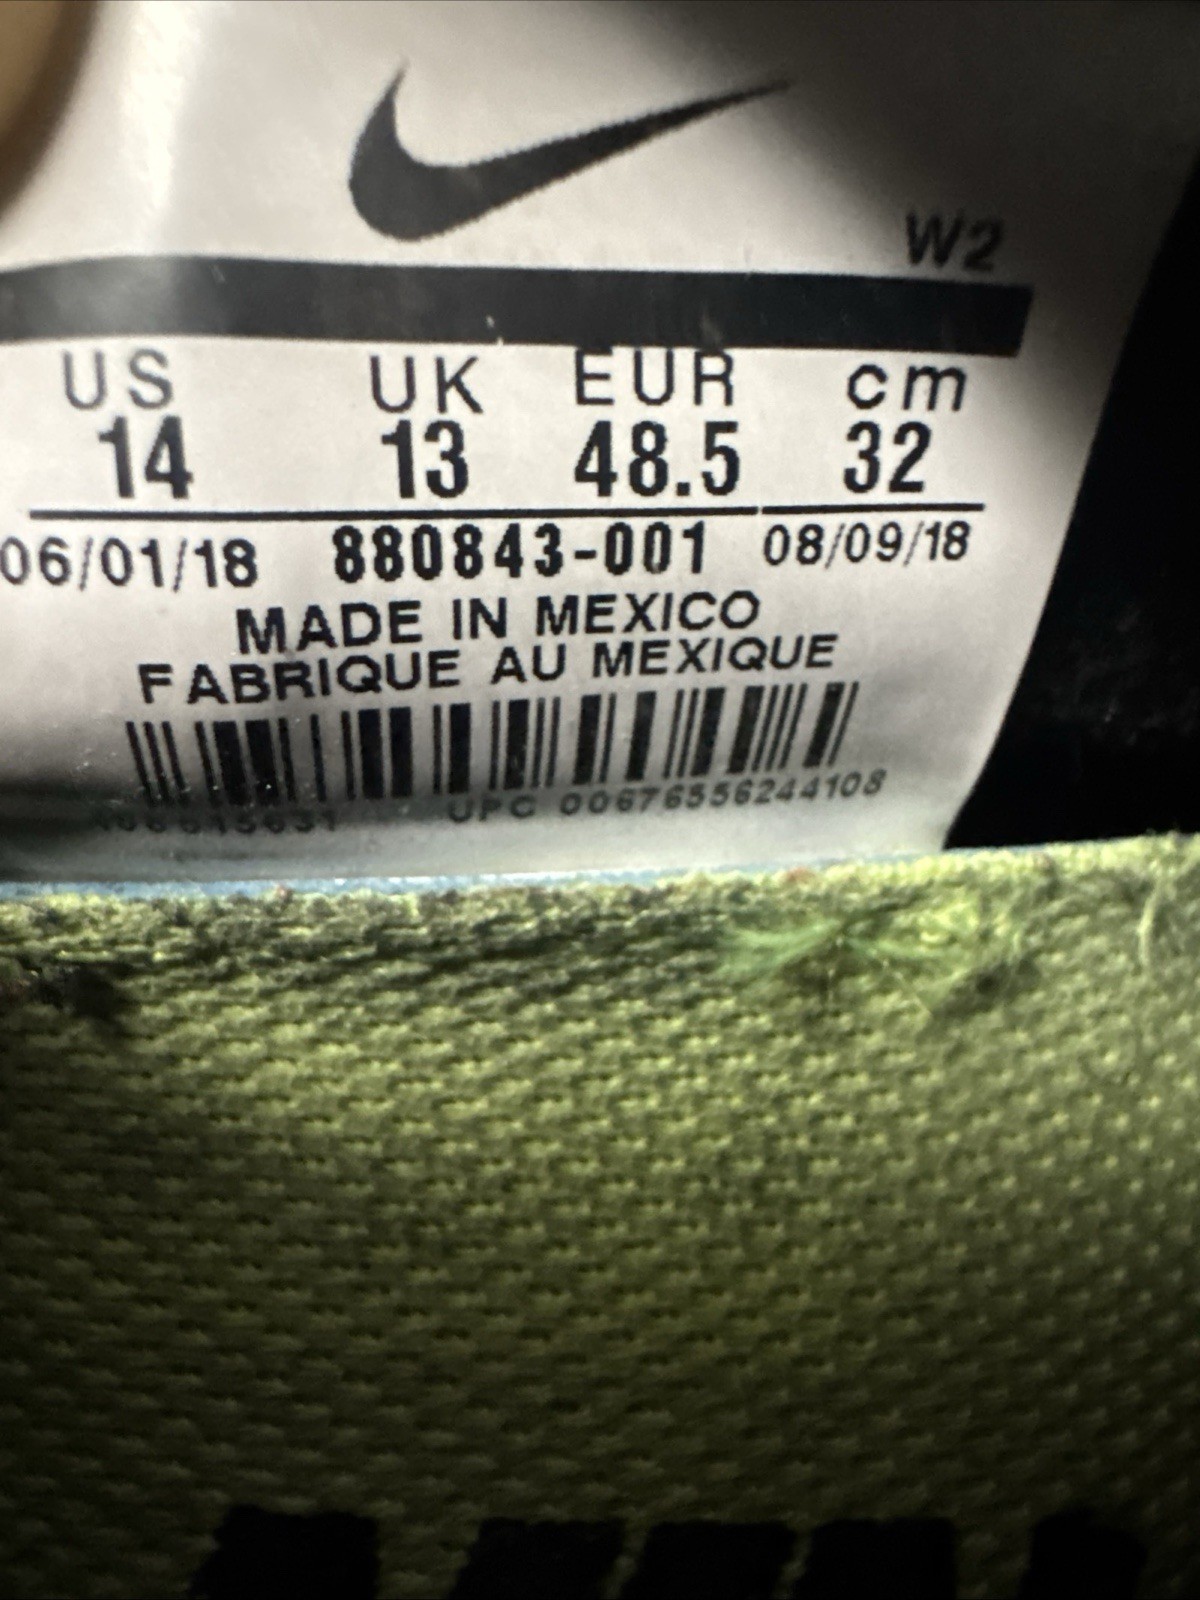 W2
US UK EUR cm
14 13 48.5 32
06/01/18 880843-001 08/09/18
MADE IN MEXICO
FABRIQUE AU MEXIQUE
UPC 00676556244108